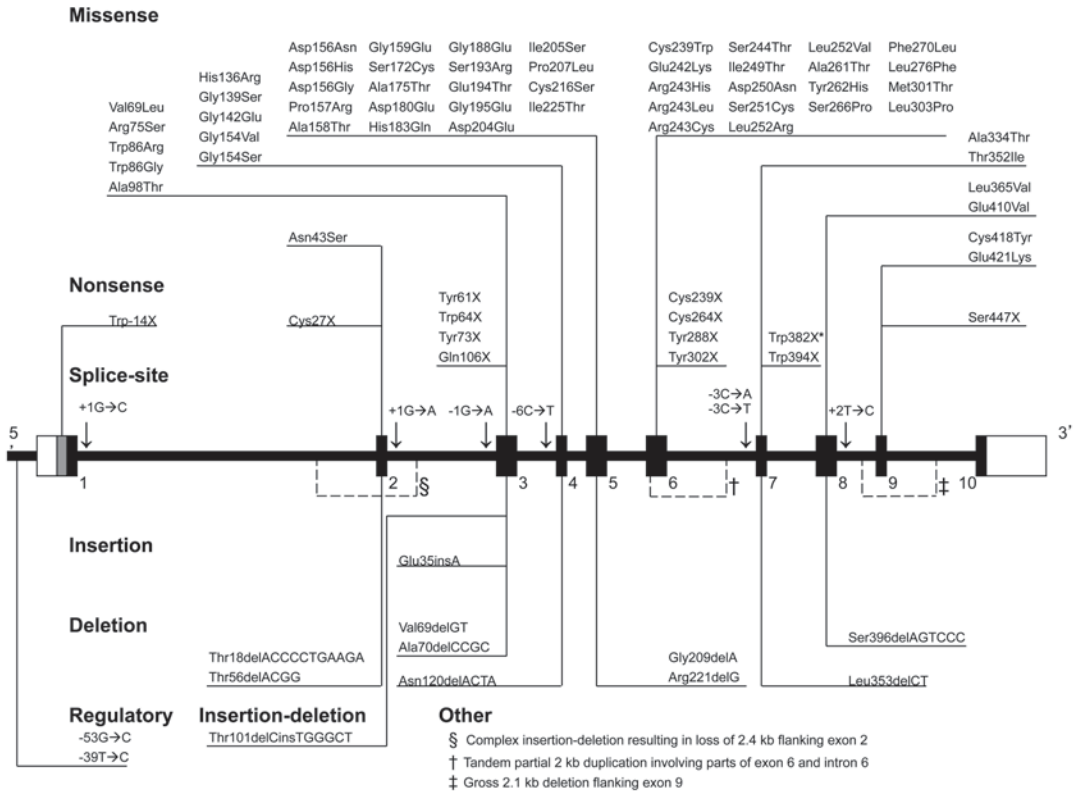 Missense
Asp156Asn Gly159Glu Gly188Glu Ile205Ser
Asp156His Ser172Cys Ser193Arg Pro207Leu
Asp156Gly Ala175Thr Glu194Thr Cys216Ser
Pro157Arg Asp180Glu Gly195Glu Ile225Thr
Ala158Thr His183Gln Asp204Glu
Cys239Trp Ser244Thr Leu252Val Phe270Leu
Glu242Lys Ile249Thr Ala261Thr Leu276Phe
Arg243His Asp250Asn Tyr262His Met301Thr
Arg243Leu Ser251Cys Ser266Pro Leu303Pro
Arg243Cys Leu252Arg
His136Arg
Gly139Ser
Gly142Glu
Gly154Val
Gly154Ser
Val69Leu
Arg75Ser
Trp86Arg
Trp86Gly
Ala98Thr
Ala334Thr
Thr352Ile
Leu365Val
Glu410Val
Cys418Tyr
Glu421Lys
Asn43Ser
Nonsense
Trp-14X
Cys27X
Tyr61X
Trp64X
Tyr73X
Gln106X
Cys239X
Cys264X
Tyr288X
Tyr302X
Trp382X*
Trp394X
Ser447X
Splice-site
+1G→C
+1G→A
-1G→A
-6C→T
-3C→A
-3C→T
+2T→C
5'
3'
1 2 § 3 4 5 6 † 7 8 9 ‡ 10
Insertion
Glu35insA
Deletion
Val69delGT
Ala70delCCGC
Thr18delACCCCTGAAGA
Thr56delACGG
Asn120delACTA
Gly209delA
Arg221delG
Ser396delAGTCCC
Leu353delCT
Regulatory
-53G→C
-39T→C
Insertion-deletion
Thr101delCinsTGGGCT
Other
§ Complex insertion-deletion resulting in loss of 2.4 kb flanking exon 2
† Tandem partial 2 kb duplication involving parts of exon 6 and intron 6
‡ Gross 2.1 kb deletion flanking exon 9